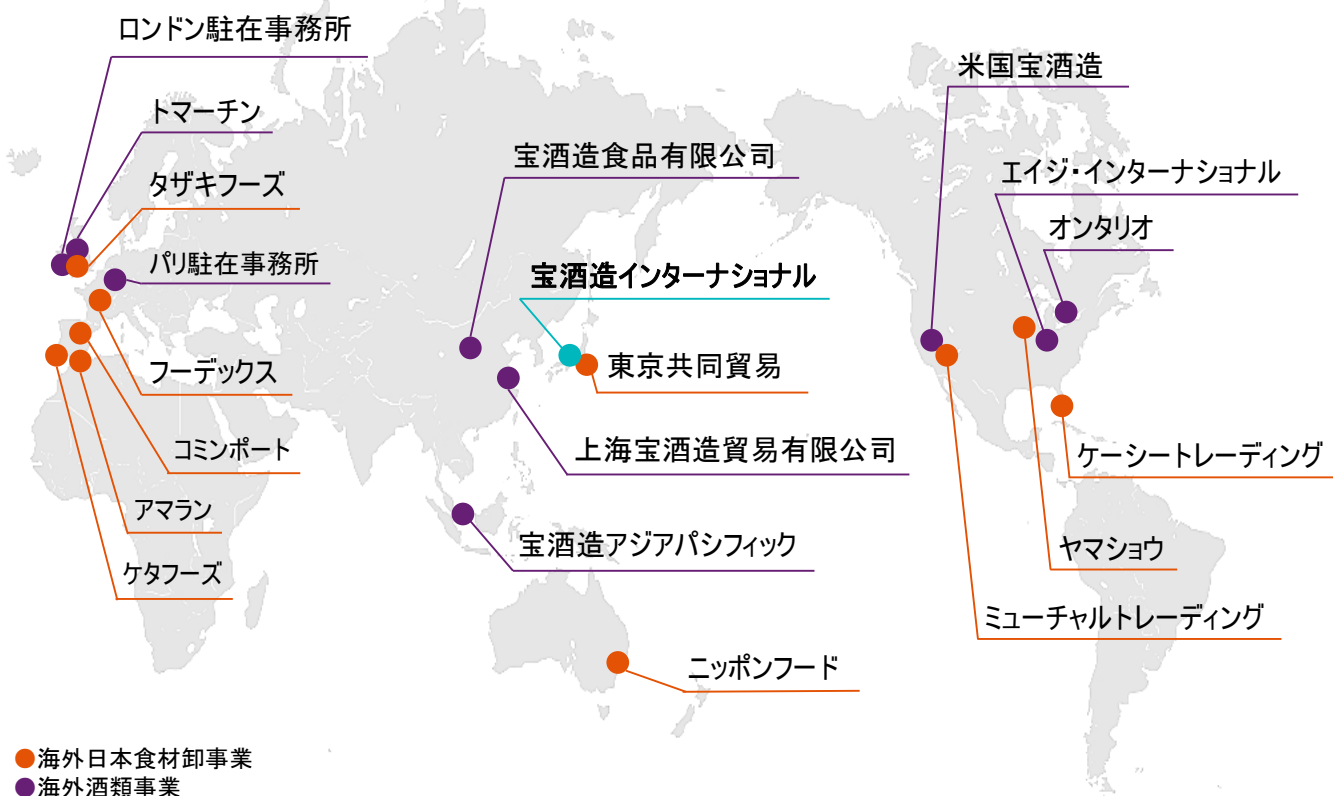 ロンドン駐在事務所
トマーチン
タザキフーズ
パリ駐在事務所
フーデックス
コミンポート
アマラン
ケタフーズ
宝酒造食品有限公司
宝酒造インターナショナル
東京共同貿易
上海宝酒造貿易有限公司
宝酒造アジアパシフィック
ニッポンフード
米国宝酒造
エイジ・インターナショナル
オンタリオ
ケーシートレーディング
ヤマショウ
ミューチャルトレーディング
海外日本食材卸事業
海外酒類事業